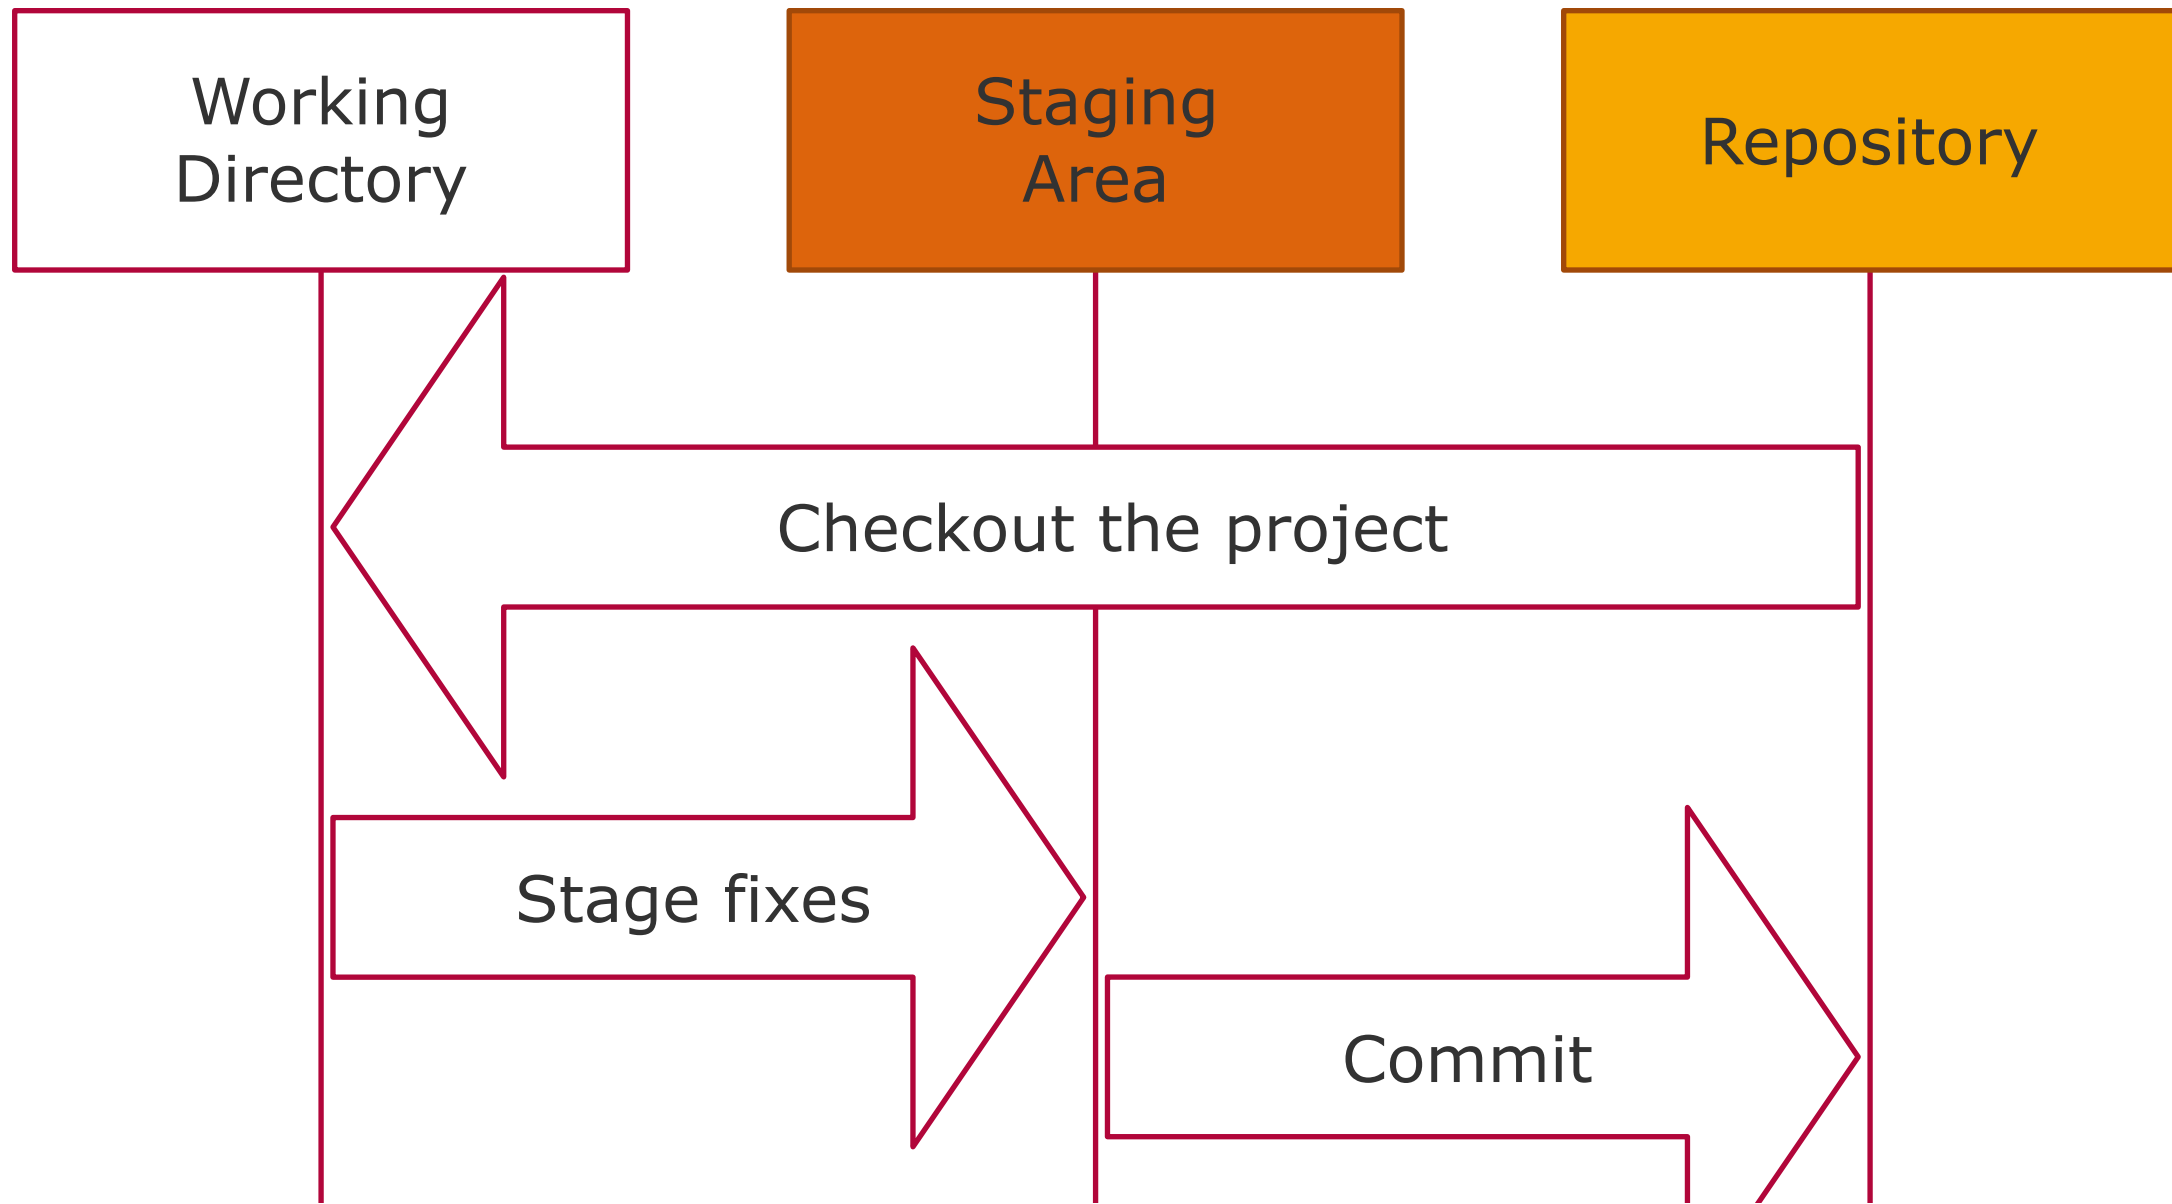 Working
Directory
Staging
Area
Repository
Checkout the project
Stage fixes
Commit